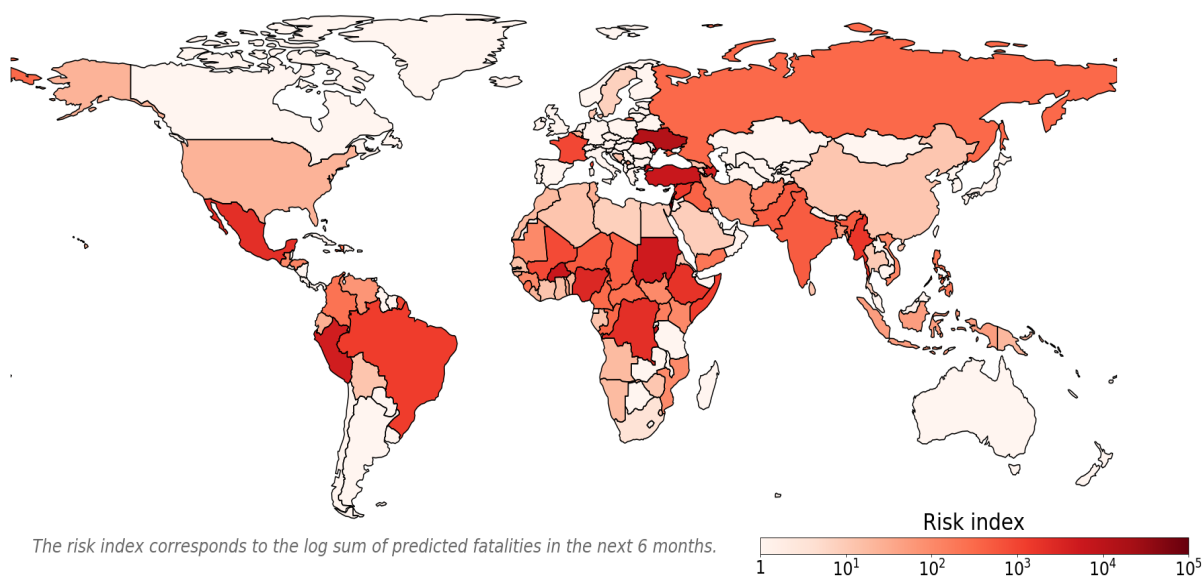 Risk index
The risk index corresponds to the log sum of predicted fatalities in the next 6 months.
1 10¹ 10² 10³ 10⁴ 10⁵